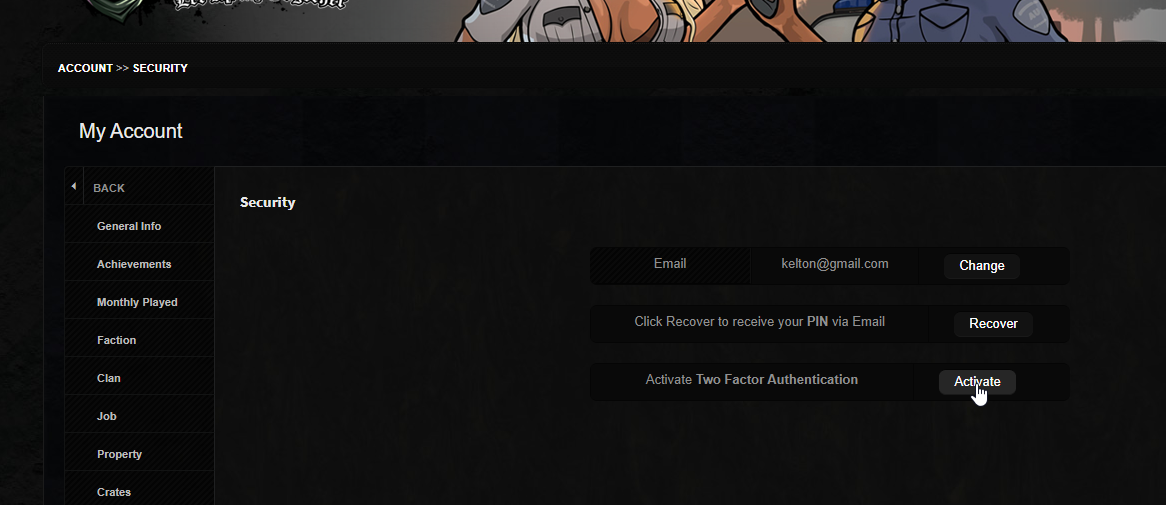 ACCOUNT >> SECURITY
My Account
BACK
General Info
Achievements
Monthly Played
Faction
Clan
Job
Property
Crates
Security
Email kelton@gmail.com Change
Click Recover to receive your PIN via Email Recover
Activate Two Factor Authentication Activate